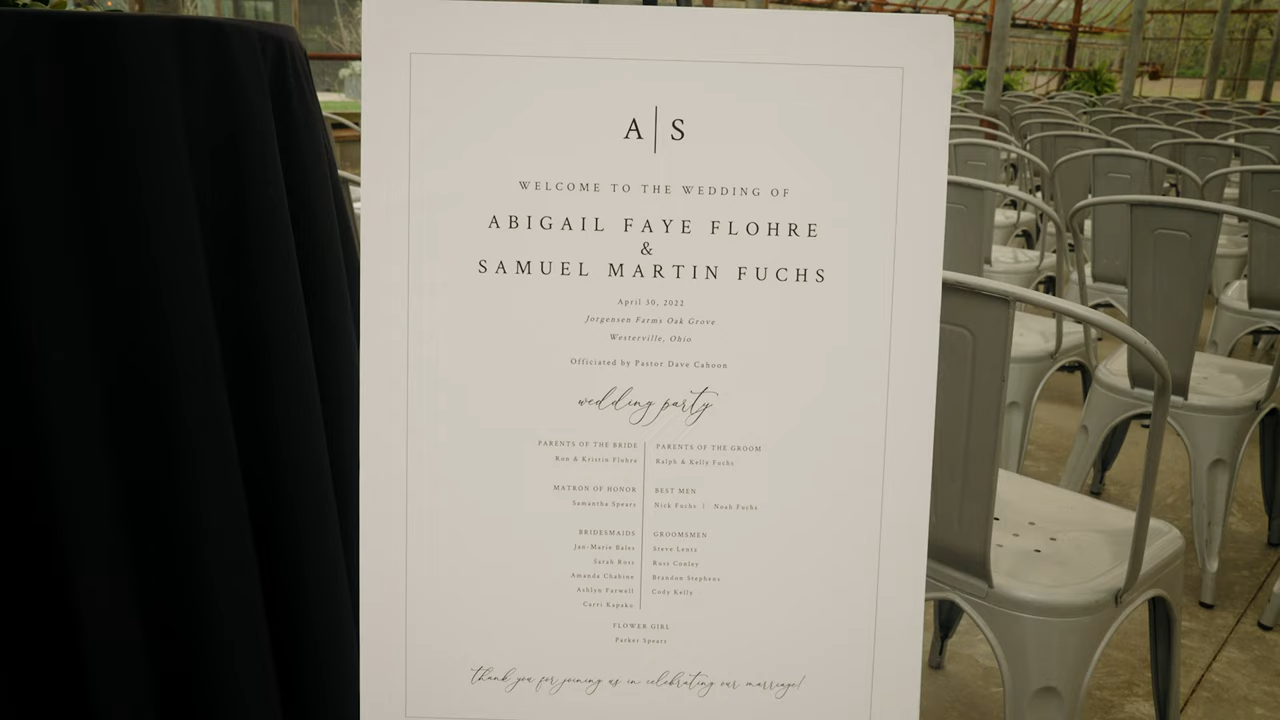 A | S
WELCOME TO THE WEDDING OF
ABIGAIL FAYE FLOHRE
&
SAMUEL MARTIN FUCHS
April 30, 2022
Jorgensen Farms Oak Grove
Westerville, Ohio
Officiated by Pastor Dave Cahoon
wedding party
PARENTS OF THE BRIDE
Ron & Kristin Flohre
MATRON OF HONOR
Samantha Spears
BRIDESMAIDS
Jan-Marie Bales
Sarah Ross
Amanda Chahine
Ashlyn Farwell
Carri Kapako
PARENTS OF THE GROOM
Ralph & Kelly Fuchs
BEST MEN
Nick Fuchs | Noah Fuchs
GROOMSMEN
Steve Lentz
Russ Conley
Brandon Stephens
Cody Kelly
FLOWER GIRL
Parker Spears
thank you for joining us in celebrating our marriage!